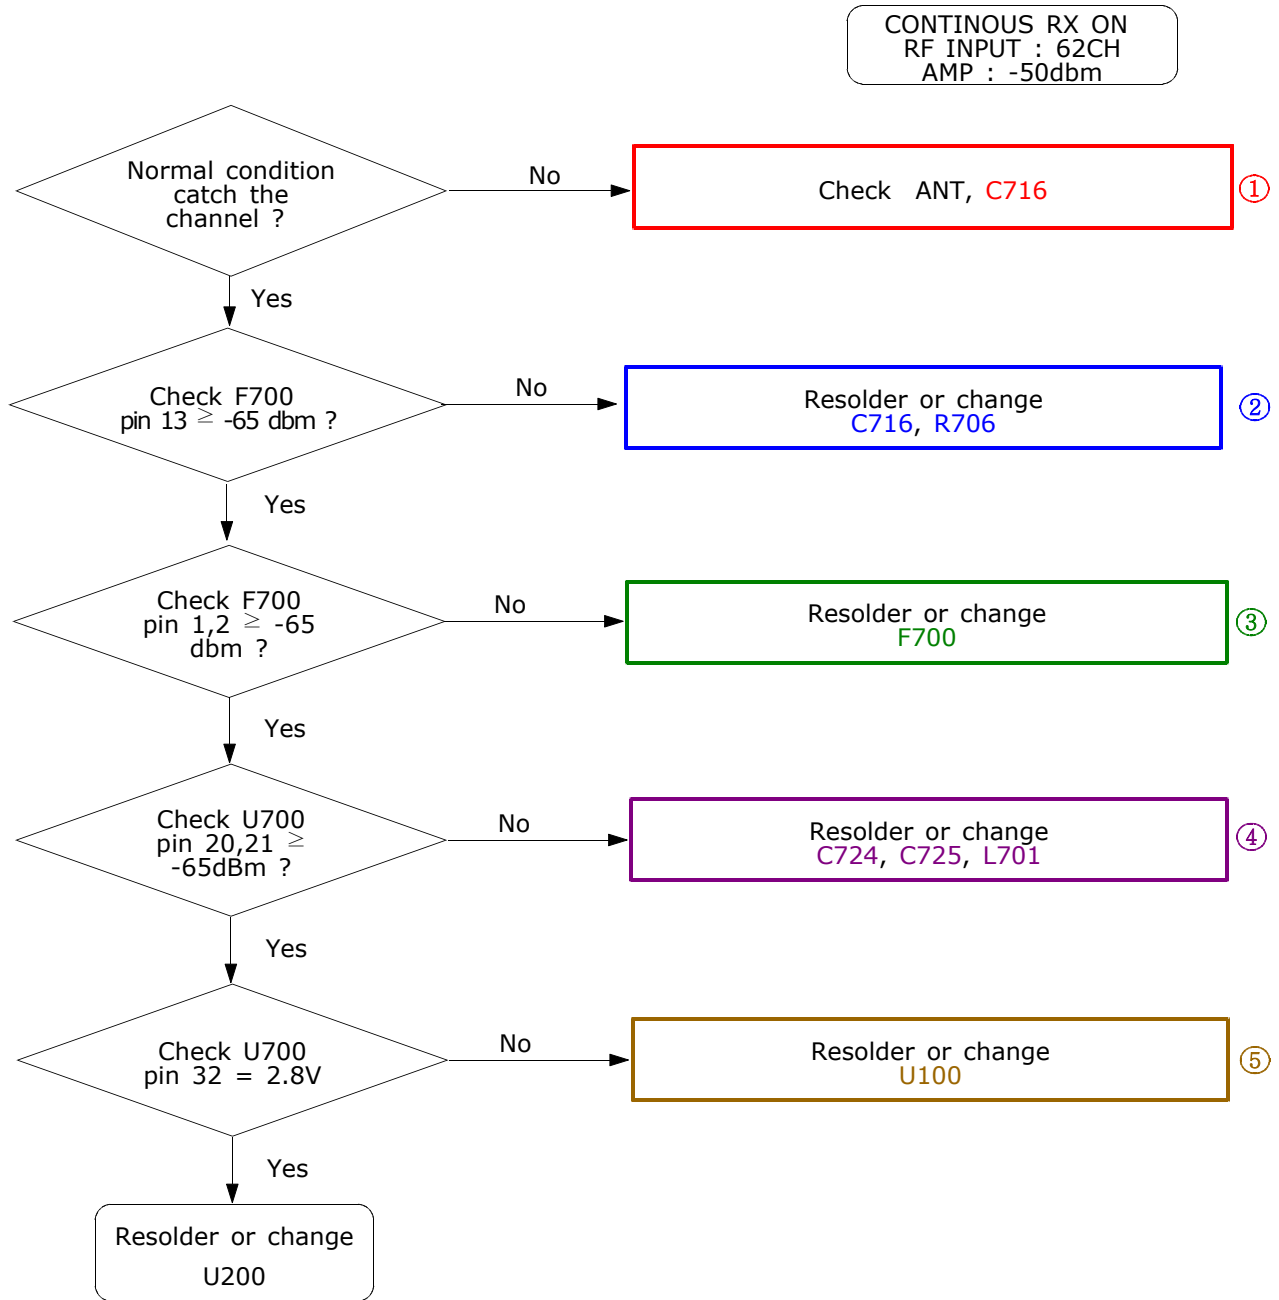 CONTINOUS RX ON
RF INPUT : 62CH
AMP : -50dbm
Normal condition
catch the
channel ?
No
Check ANT, C716
①
Yes
Check F700
pin 13 ≥ -65 dbm ?
No
Resolder or change
C716, R706
②
Yes
Check F700
pin 1,2 ≥ -65
dbm ?
No
Resolder or change
F700
③
Yes
Check U700
pin 20,21 ≥
-65dBm ?
No
Resolder or change
C724, C725, L701
④
Yes
Check U700
pin 32 = 2.8V
No
Resolder or change
U100
⑤
Yes
Resolder or change
U200